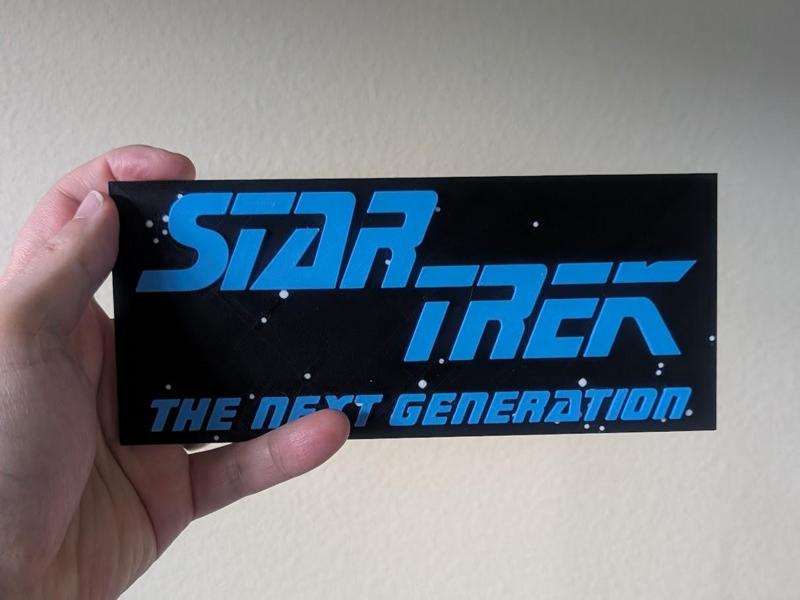 STAR
TREK
THE NEXT GENERATION